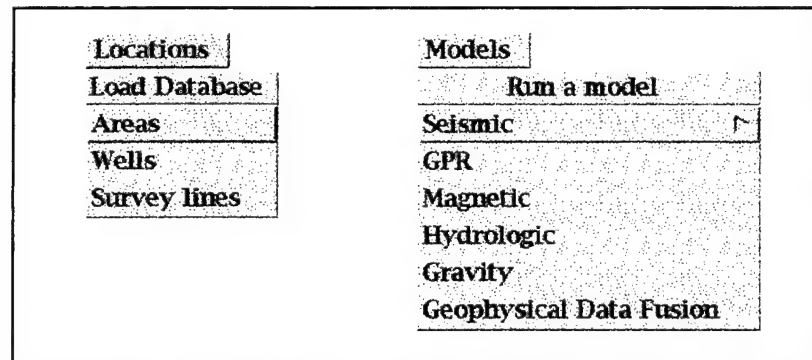 Locations
Load Database
Areas
Wells
Survey lines
Models
Run a model
Seismic
GPR
Magnetic
Hydrologic
Gravity
Geophysical Data Fusion